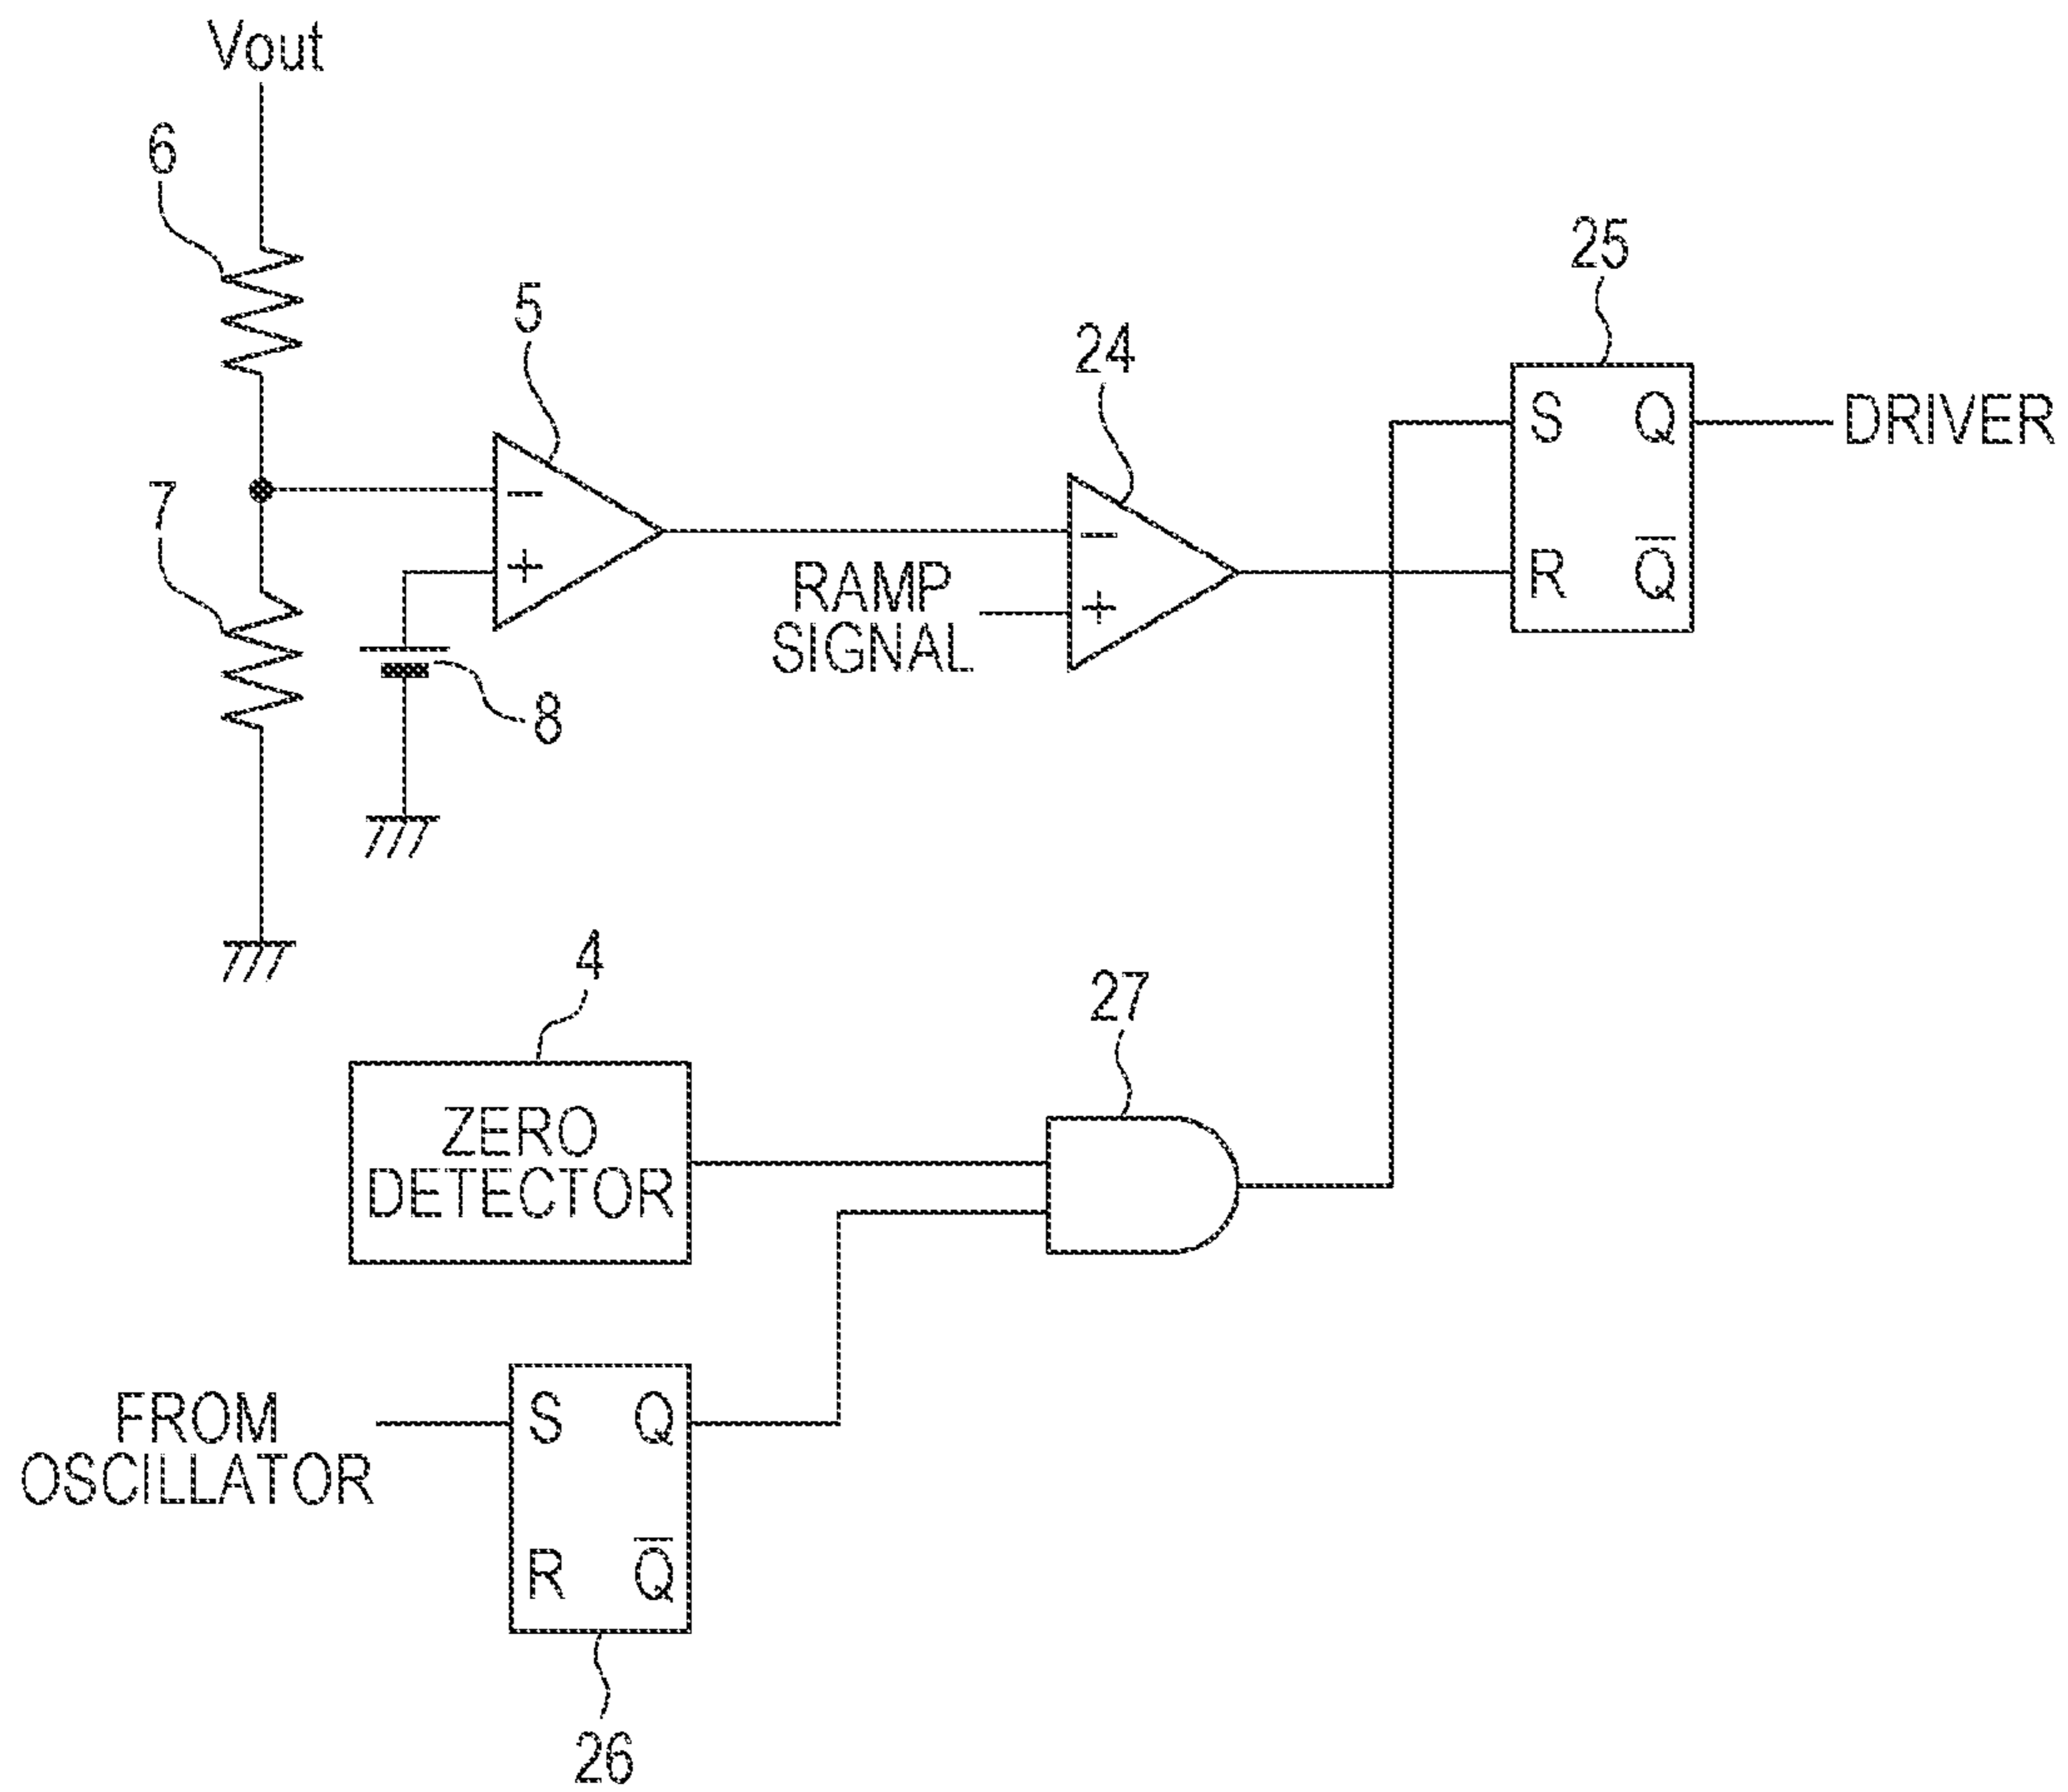 Vout
6
5
7
8
24
25
RAMP
SIGNAL
−
+
−
+
S Q
R Q̅
DRIVER
4
ZERO
DETECTOR
27
FROM
OSCILLATOR
S Q
R Q̅
26